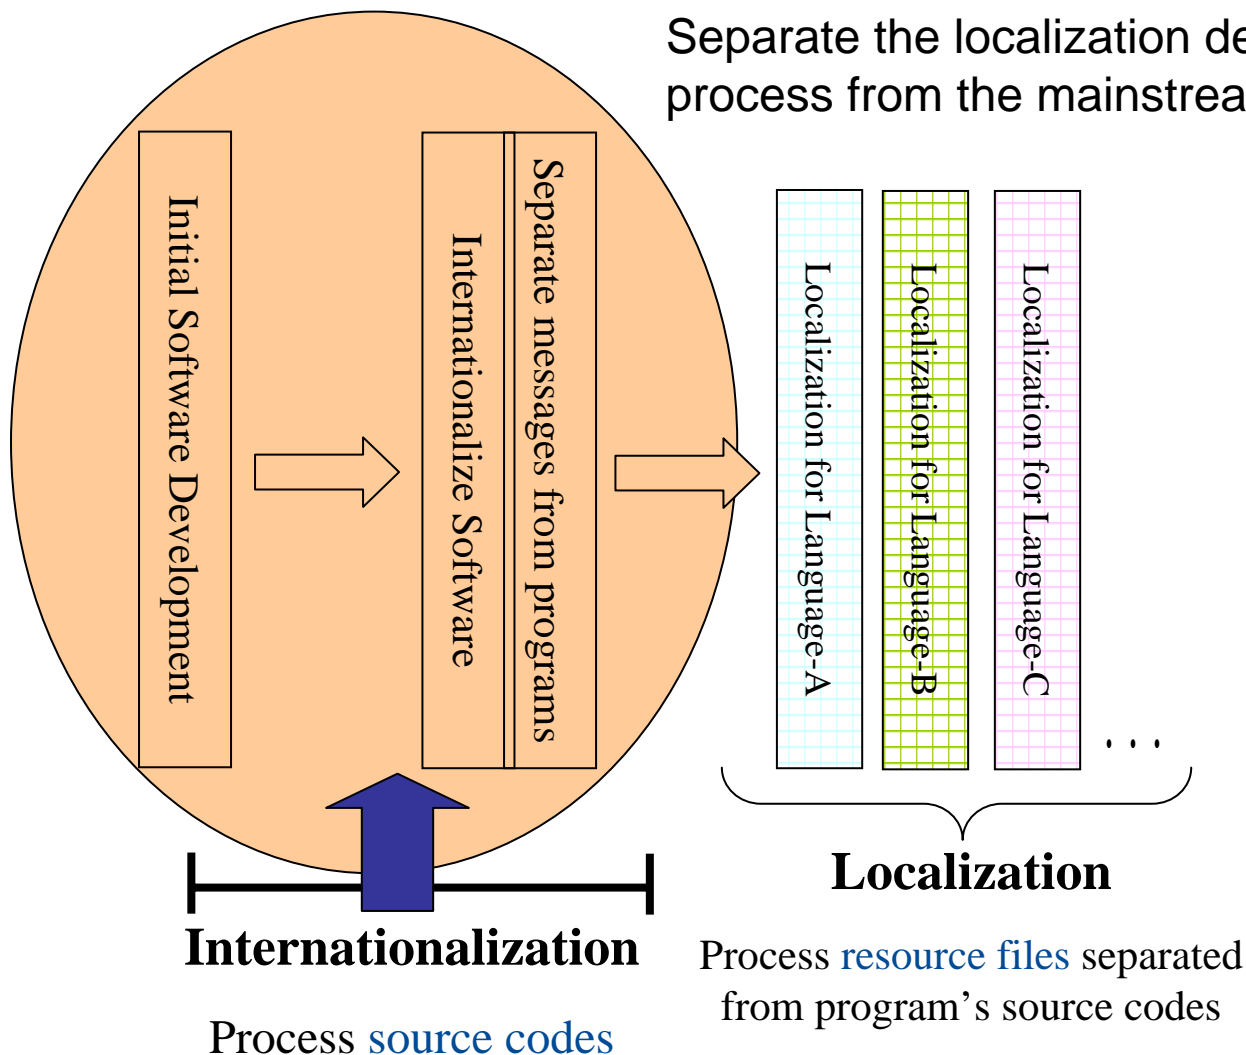 Separate the localization de
process from the mainstrea
Initial Software Development
Internationalize Software
Separate messages from programs
Localization for Language-A
Localization for Language-B
Localization for Language-C
...
Internationalization
Process source codes
Localization
Process resource files separated
from program's source codes